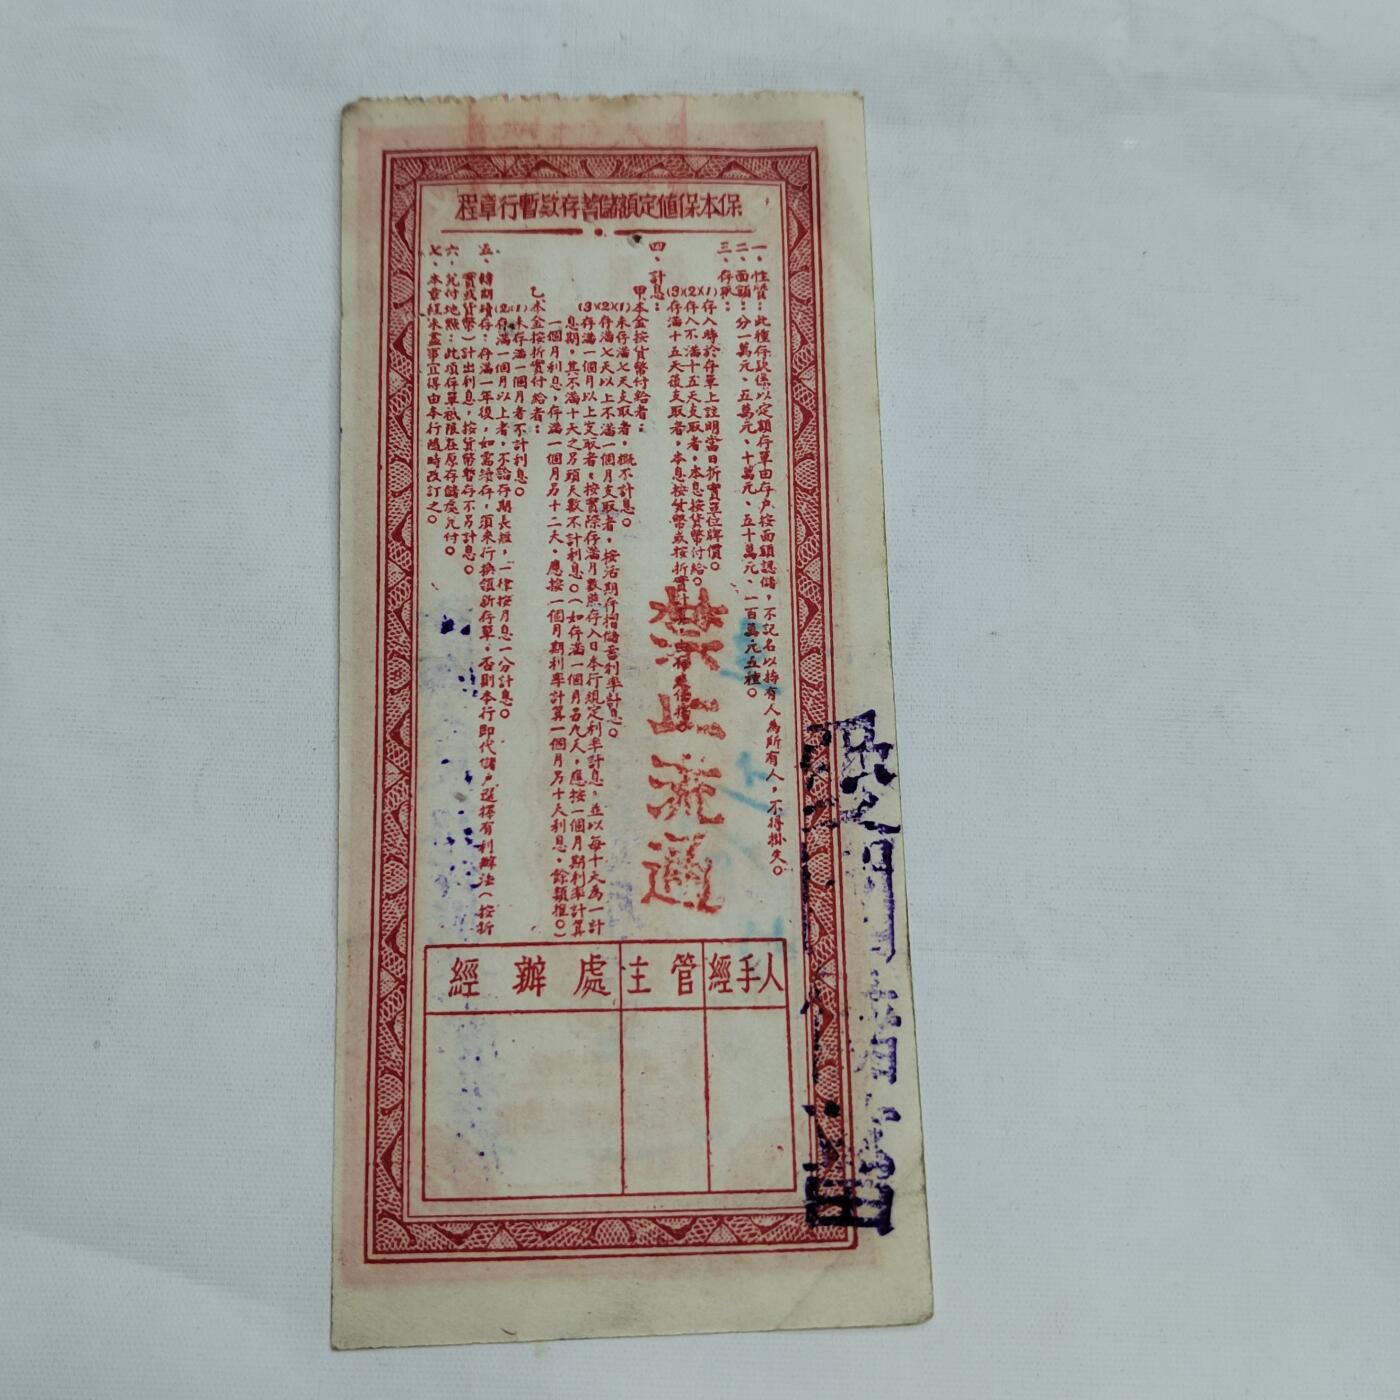 保本保值定額儲蓄存款暫行章程
一、性質：此種存款係以定額存單由存户按面額認儲，不記名以持有人為所有人，不得掛失。
二、面額：分一萬元、五萬元、十萬元、五十萬元、一百萬元五種。
三、存取：
(1)存入時於存單上註明當日折實單位牌價。
(2)存入不滿十五天支取者，本息按貨幣付給。
(3)存滿十五天後支取者，本息按貨幣或按折實
四、計息：
甲、本金按貨幣付給者：
(1)未存滿七天支取者，概不計息。
(2)存滿七天以上不滿一個月支取者，按活期存摺儲蓄利率計息。
(3)存滿一個月以上支取者，按實際存滿月數照存入日本行規定利率計息，並以每十天為一計
息期，其不滿十天之另頭天數不計利息。（如存滿一個月另九天，應按一個月期利率計算
一個月利息，存滿一個月另十二天，應按一個月期利率計算一個月另十天利息，餘類推。）
乙、本金按折實付給者：
(1)未存滿一個月者不計利息。
(2)存滿一個月以上者，不論存期長短，一律按月息一分計息。
五、轉期續存：存滿一年後，如需續存，須來行換領新存單，否則本行即代儲户選擇有利辦法（按折
實或貨幣）計出利息，按貨幣暫存不另計息。
六、兌付地點：此項存單祇限在原存儲處兌付。
七、本章程未盡事宜得由本行隨時改訂之。
禁止流通
經辦處 主管 經手人